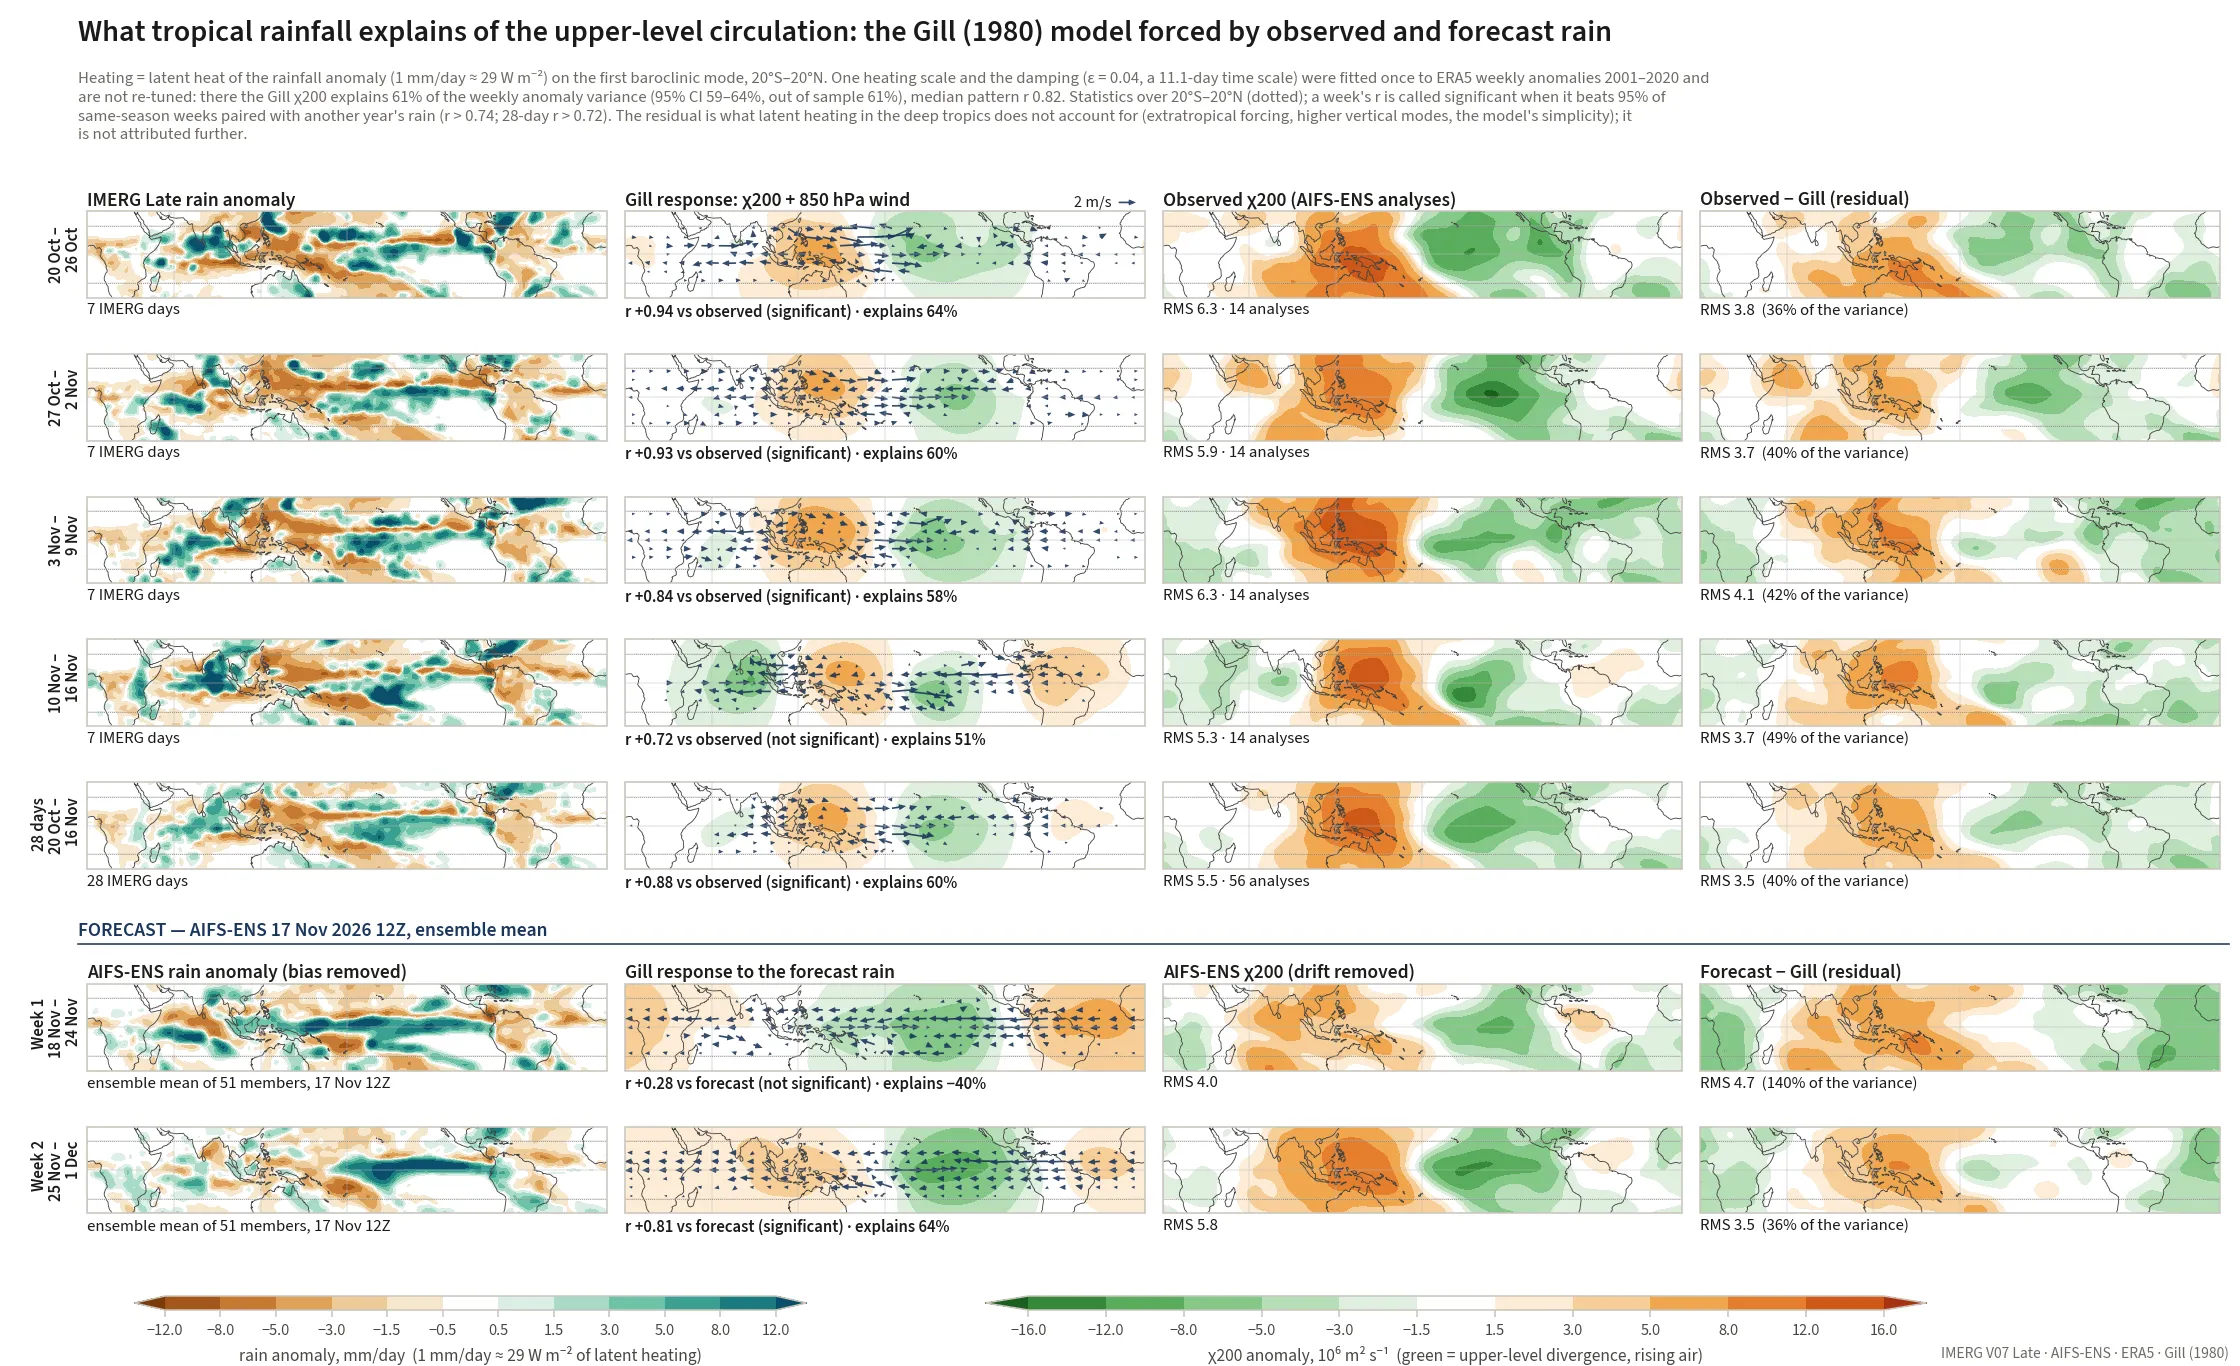 What tropical rainfall explains of the upper-level circulation: the Gill (1980) model forced by observed and forecast rain
Heating = latent heat of the rainfall anomaly (1 mm/day ≈ 29 W m⁻²) on the first baroclinic mode, 20°S–20°N. One heating scale and the damping (ε = 0.04, a 11.1-day time scale) were fitted once to ERA5 weekly anomalies 2001–2020 and
are not re-tuned: there the Gill χ200 explains 61% of the weekly anomaly variance (95% CI 59–64%, out of sample 61%), median pattern r 0.82. Statistics over 20°S–20°N (dotted); a week's r is called significant when it beats 95% of
same-season weeks paired with another year's rain (r > 0.74; 28-day r > 0.72). The residual is what latent heating in the deep tropics does not account for (extratropical forcing, higher vertical modes, the model's simplicity); it
is not attributed further.
IMERG Late rain anomaly
Gill response: χ200 + 850 hPa wind
2 m/s
Observed χ200 (AIFS-ENS analyses)
Observed − Gill (residual)
20 Oct –
26 Oct
7 IMERG days
r +0.94 vs observed (significant) · explains 64%
RMS 6.3 · 14 analyses
RMS 3.8 (36% of the variance)
27 Oct –
2 Nov
7 IMERG days
r +0.93 vs observed (significant) · explains 60%
RMS 5.9 · 14 analyses
RMS 3.7 (40% of the variance)
3 Nov –
9 Nov
7 IMERG days
r +0.84 vs observed (significant) · explains 58%
RMS 6.3 · 14 analyses
RMS 4.1 (42% of the variance)
10 Nov –
16 Nov
7 IMERG days
r +0.72 vs observed (not significant) · explains 51%
RMS 5.3 · 14 analyses
RMS 3.7 (49% of the variance)
28 days
20 Oct –
16 Nov
28 IMERG days
r +0.88 vs observed (significant) · explains 60%
RMS 5.5 · 56 analyses
RMS 3.5 (40% of the variance)
FORECAST — AIFS-ENS 17 Nov 2026 12Z, ensemble mean
AIFS-ENS rain anomaly (bias removed)
Gill response to the forecast rain
AIFS-ENS χ200 (drift removed)
Forecast − Gill (residual)
Week 1
18 Nov –
24 Nov
ensemble mean of 51 members, 17 Nov 12Z
r +0.28 vs forecast (not significant) · explains −40%
RMS 4.0
RMS 4.7 (140% of the variance)
Week 2
25 Nov –
1 Dec
ensemble mean of 51 members, 17 Nov 12Z
r +0.81 vs forecast (significant) · explains 64%
RMS 5.8
RMS 3.5 (36% of the variance)
−12.0 −8.0 −5.0 −3.0 −1.5 −0.5 0.5 1.5 3.0 5.0 8.0 12.0
rain anomaly, mm/day (1 mm/day ≈ 29 W m⁻² of latent heating)
−16.0 −12.0 −8.0 −5.0 −3.0 −1.5 1.5 3.0 5.0 8.0 12.0 16.0
χ200 anomaly, 10⁶ m² s⁻¹ (green = upper-level divergence, rising air)
IMERG V07 Late · AIFS-ENS · ERA5 · Gill (1980)